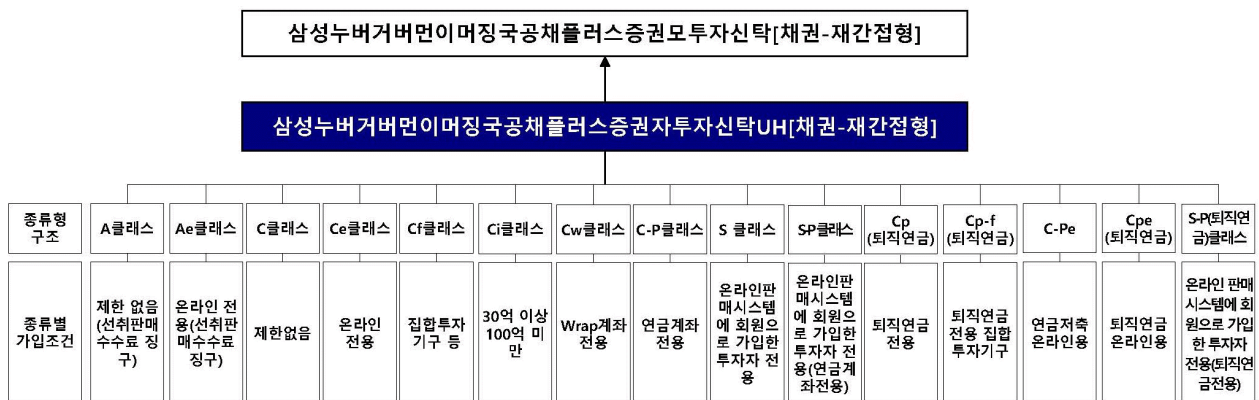 삼성누버거버먼이머징국공채플러스증권모투자신탁[채권-재간접형]
삼성누버거버먼이머징국공채플러스증권자투자신탁UH[채권-재간접형]
종류형
구조
A클래스
Ae클래스
C클래스
Ce클래스
Cf클래스
Ci클래스
Cw클래스
C-P클래스
S 클래스
S-P클래스
Cp
(퇴직연금)
Cp-f
(퇴직연금)
C-Pe
Cpe
(퇴직연금)
S-P(퇴직연
금)클래스
종류별
가입조건
제한 없음
(선취판매
수수료 징
구)
온라인 전
용(선취판
매수수료
징구)
제한없음
온라인
전용
집합투자
기구 등
30억 이상
100억 미
만
Wrap계좌
전용
연금계좌
전용
온라인판
매시스템
에 회원으
로 가입한
투자자 전
용
온라인판
매시스템
에 회원으
로 가입한
투자자 전
용(연금계
좌전용)
퇴직연금
전용
퇴직연금
전용 집합
투자기구
연금저축
온라인용
퇴직연금
온라인용
온라인 판매
시스템에 회
원으로 가입
한 투자자
전용(퇴직연
금전용)